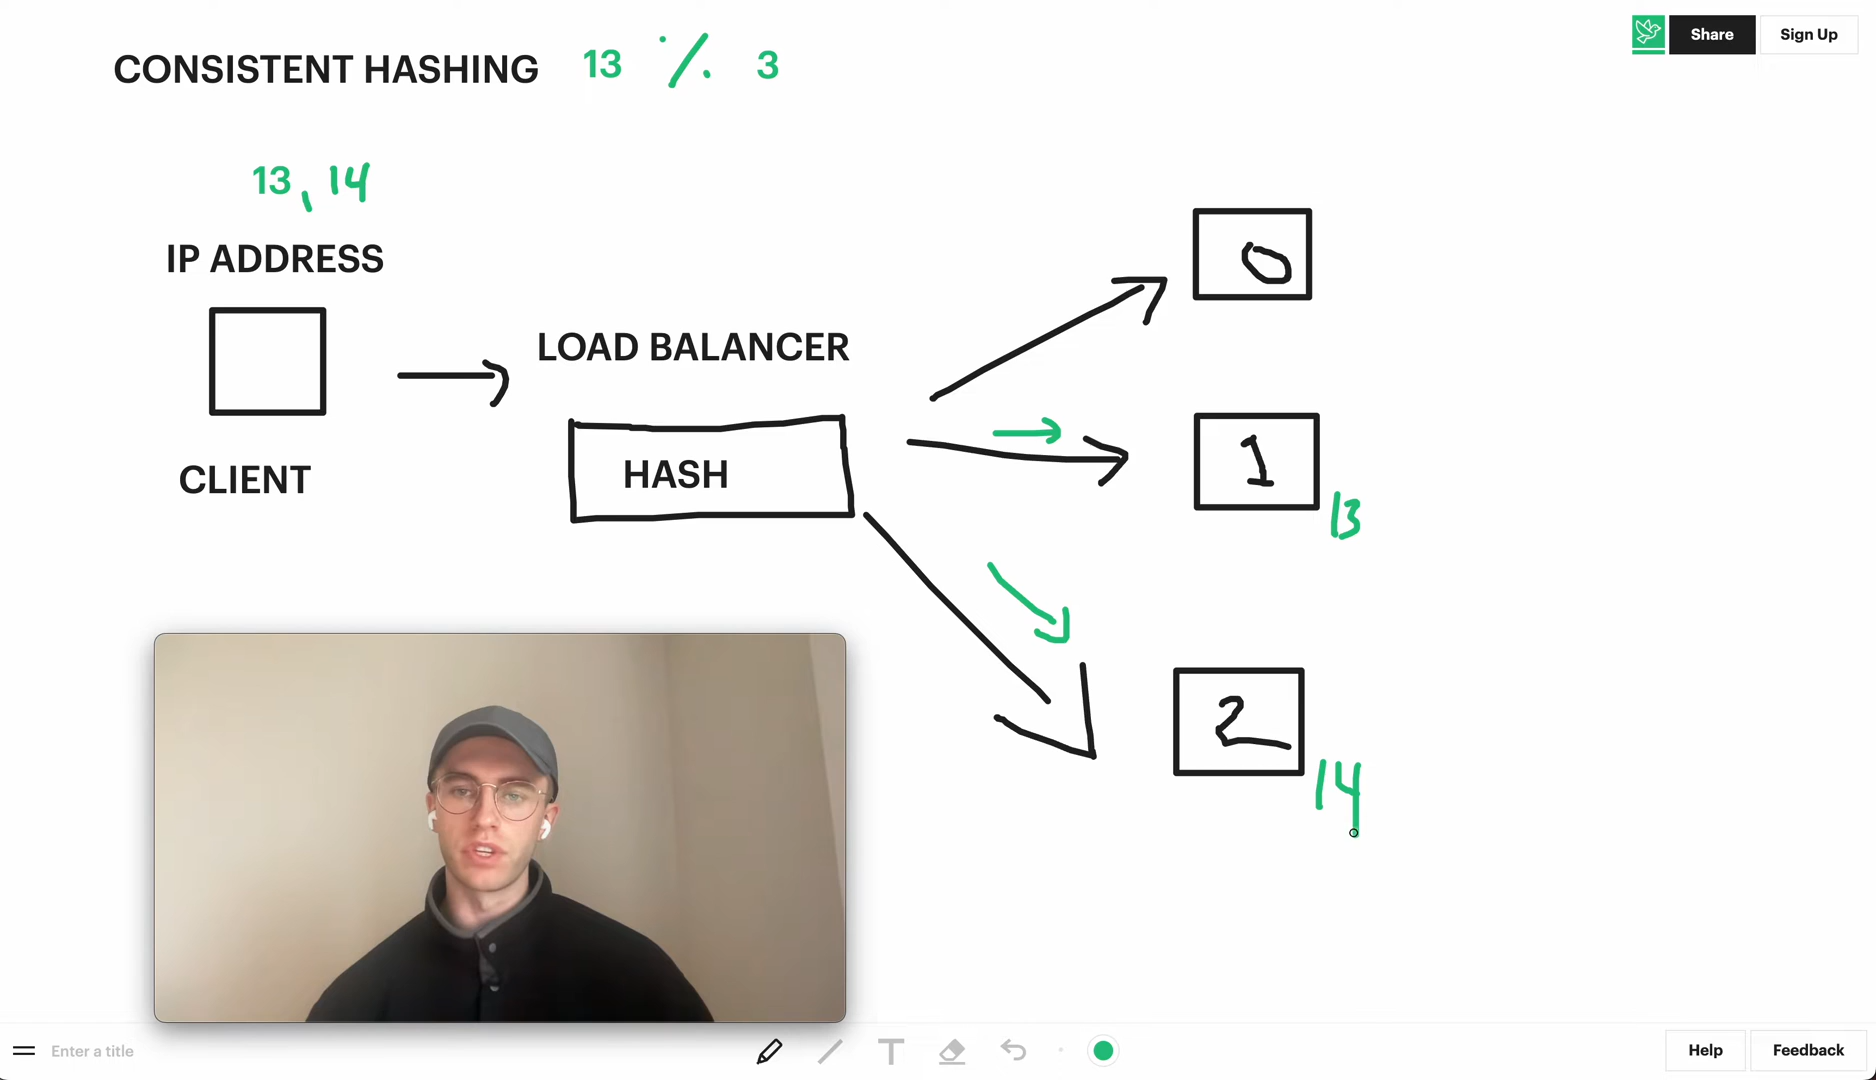 CONSISTENT HASHING 13 % 3
Share
Sign Up
13, 14
IP ADDRESS
CLIENT
LOAD BALANCER
HASH
0
1
13
2
14
Enter a title
T
Help
Feedback